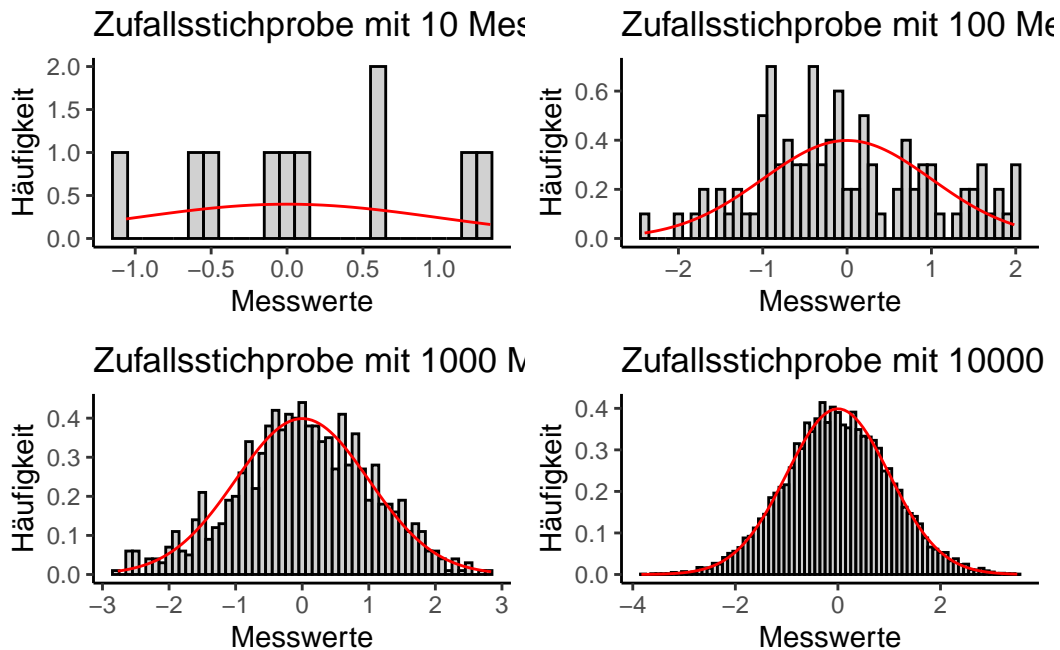 Zufallsstichprobe mit 10 Mes
2.0
1.5
1.0
0.5
0.0
Häufigkeit
−1.0 −0.5 0.0 0.5 1.0
Messwerte
Zufallsstichprobe mit 100 Me
0.6
0.4
0.2
0.0
Häufigkeit
−2 −1 0 1 2
Messwerte
Zufallsstichprobe mit 1000 M
0.4
0.3
0.2
0.1
0.0
Häufigkeit
−3 −2 −1 0 1 2 3
Messwerte
Zufallsstichprobe mit 10000
0.4
0.3
0.2
0.1
0.0
Häufigkeit
−4 −2 0 2
Messwerte